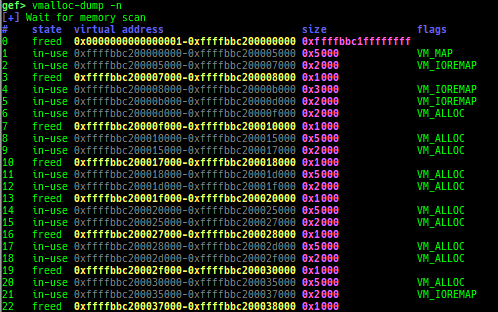 gef> vmalloc-dump -n
[+] Wait for memory scan
# state virtual address size flags
0 freed 0x0000000000000001-0xffffbbc200000000 0xffffbbc1ffffffff
1 in-use 0xffffbbc200000000-0xffffbbc200005000 0x5000 VM_MAP
2 in-use 0xffffbbc200005000-0xffffbbc200007000 0x2000 VM_IOREMAP
3 freed 0xffffbbc200007000-0xffffbbc200008000 0x1000
4 in-use 0xffffbbc200008000-0xffffbbc20000b000 0x3000 VM_IOREMAP
5 in-use 0xffffbbc20000b000-0xffffbbc20000d000 0x2000 VM_IOREMAP
6 in-use 0xffffbbc20000d000-0xffffbbc20000f000 0x2000 VM_ALLOC
7 freed 0xffffbbc20000f000-0xffffbbc200010000 0x1000
8 in-use 0xffffbbc200010000-0xffffbbc200015000 0x5000 VM_ALLOC
9 in-use 0xffffbbc200015000-0xffffbbc200017000 0x2000 VM_ALLOC
10 freed 0xffffbbc200017000-0xffffbbc200018000 0x1000
11 in-use 0xffffbbc200018000-0xffffbbc20001d000 0x5000 VM_ALLOC
12 in-use 0xffffbbc20001d000-0xffffbbc20001f000 0x2000 VM_ALLOC
13 freed 0xffffbbc20001f000-0xffffbbc200020000 0x1000
14 in-use 0xffffbbc200020000-0xffffbbc200025000 0x5000 VM_ALLOC
15 in-use 0xffffbbc200025000-0xffffbbc200027000 0x2000 VM_ALLOC
16 freed 0xffffbbc200027000-0xffffbbc200028000 0x1000
17 in-use 0xffffbbc200028000-0xffffbbc20002d000 0x5000 VM_ALLOC
18 in-use 0xffffbbc20002d000-0xffffbbc20002f000 0x2000 VM_ALLOC
19 freed 0xffffbbc20002f000-0xffffbbc200030000 0x1000
20 in-use 0xffffbbc200030000-0xffffbbc200035000 0x5000 VM_ALLOC
21 in-use 0xffffbbc200035000-0xffffbbc200037000 0x2000 VM_IOREMAP
22 freed 0xffffbbc200037000-0xffffbbc200038000 0x1000